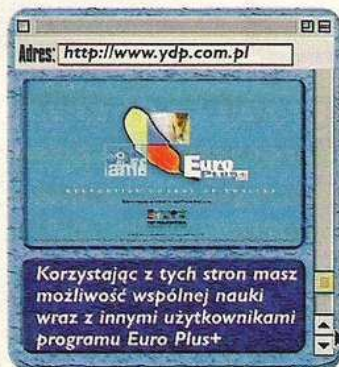 Adres: http://www.ydp.com.pl
Euro
PLUS+
Korzystając z tych stron masz
możliwość wspólnej nauki
wraz z innymi użytkownikami
programu Euro Plus+